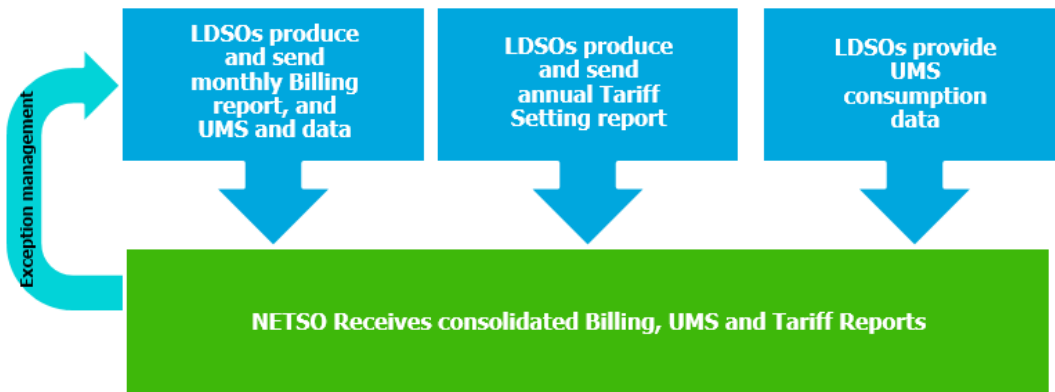 LDSOs produce
and send
monthly Billing
report, and
UMS and data
LDSOs produce
and send
annual Tariff
Setting report
LDSOs provide
UMS
consumption
data
Exception management
NETSO Receives consolidated Billing, UMS and Tariff Reports